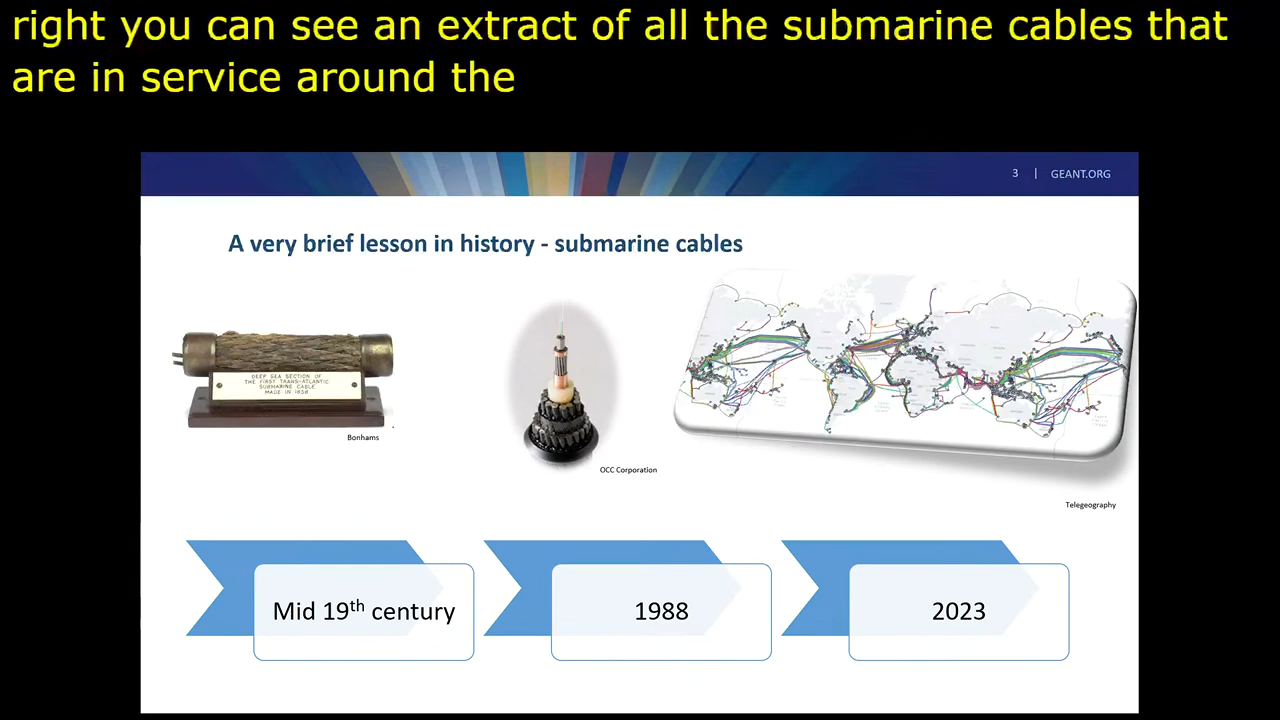 right you can see an extract of all the submarine cables that
are in service around the
3 | GEANT.ORG
A very brief lesson in history - submarine cables
DEEP SEA SECTION OF
THE FIRST TRANS-ATLANTIC
SUBMARINE CABLE
MADE IN 1858
Bonhams
OCC Corporation
Telegeography
Mid 19th century
1988
2023